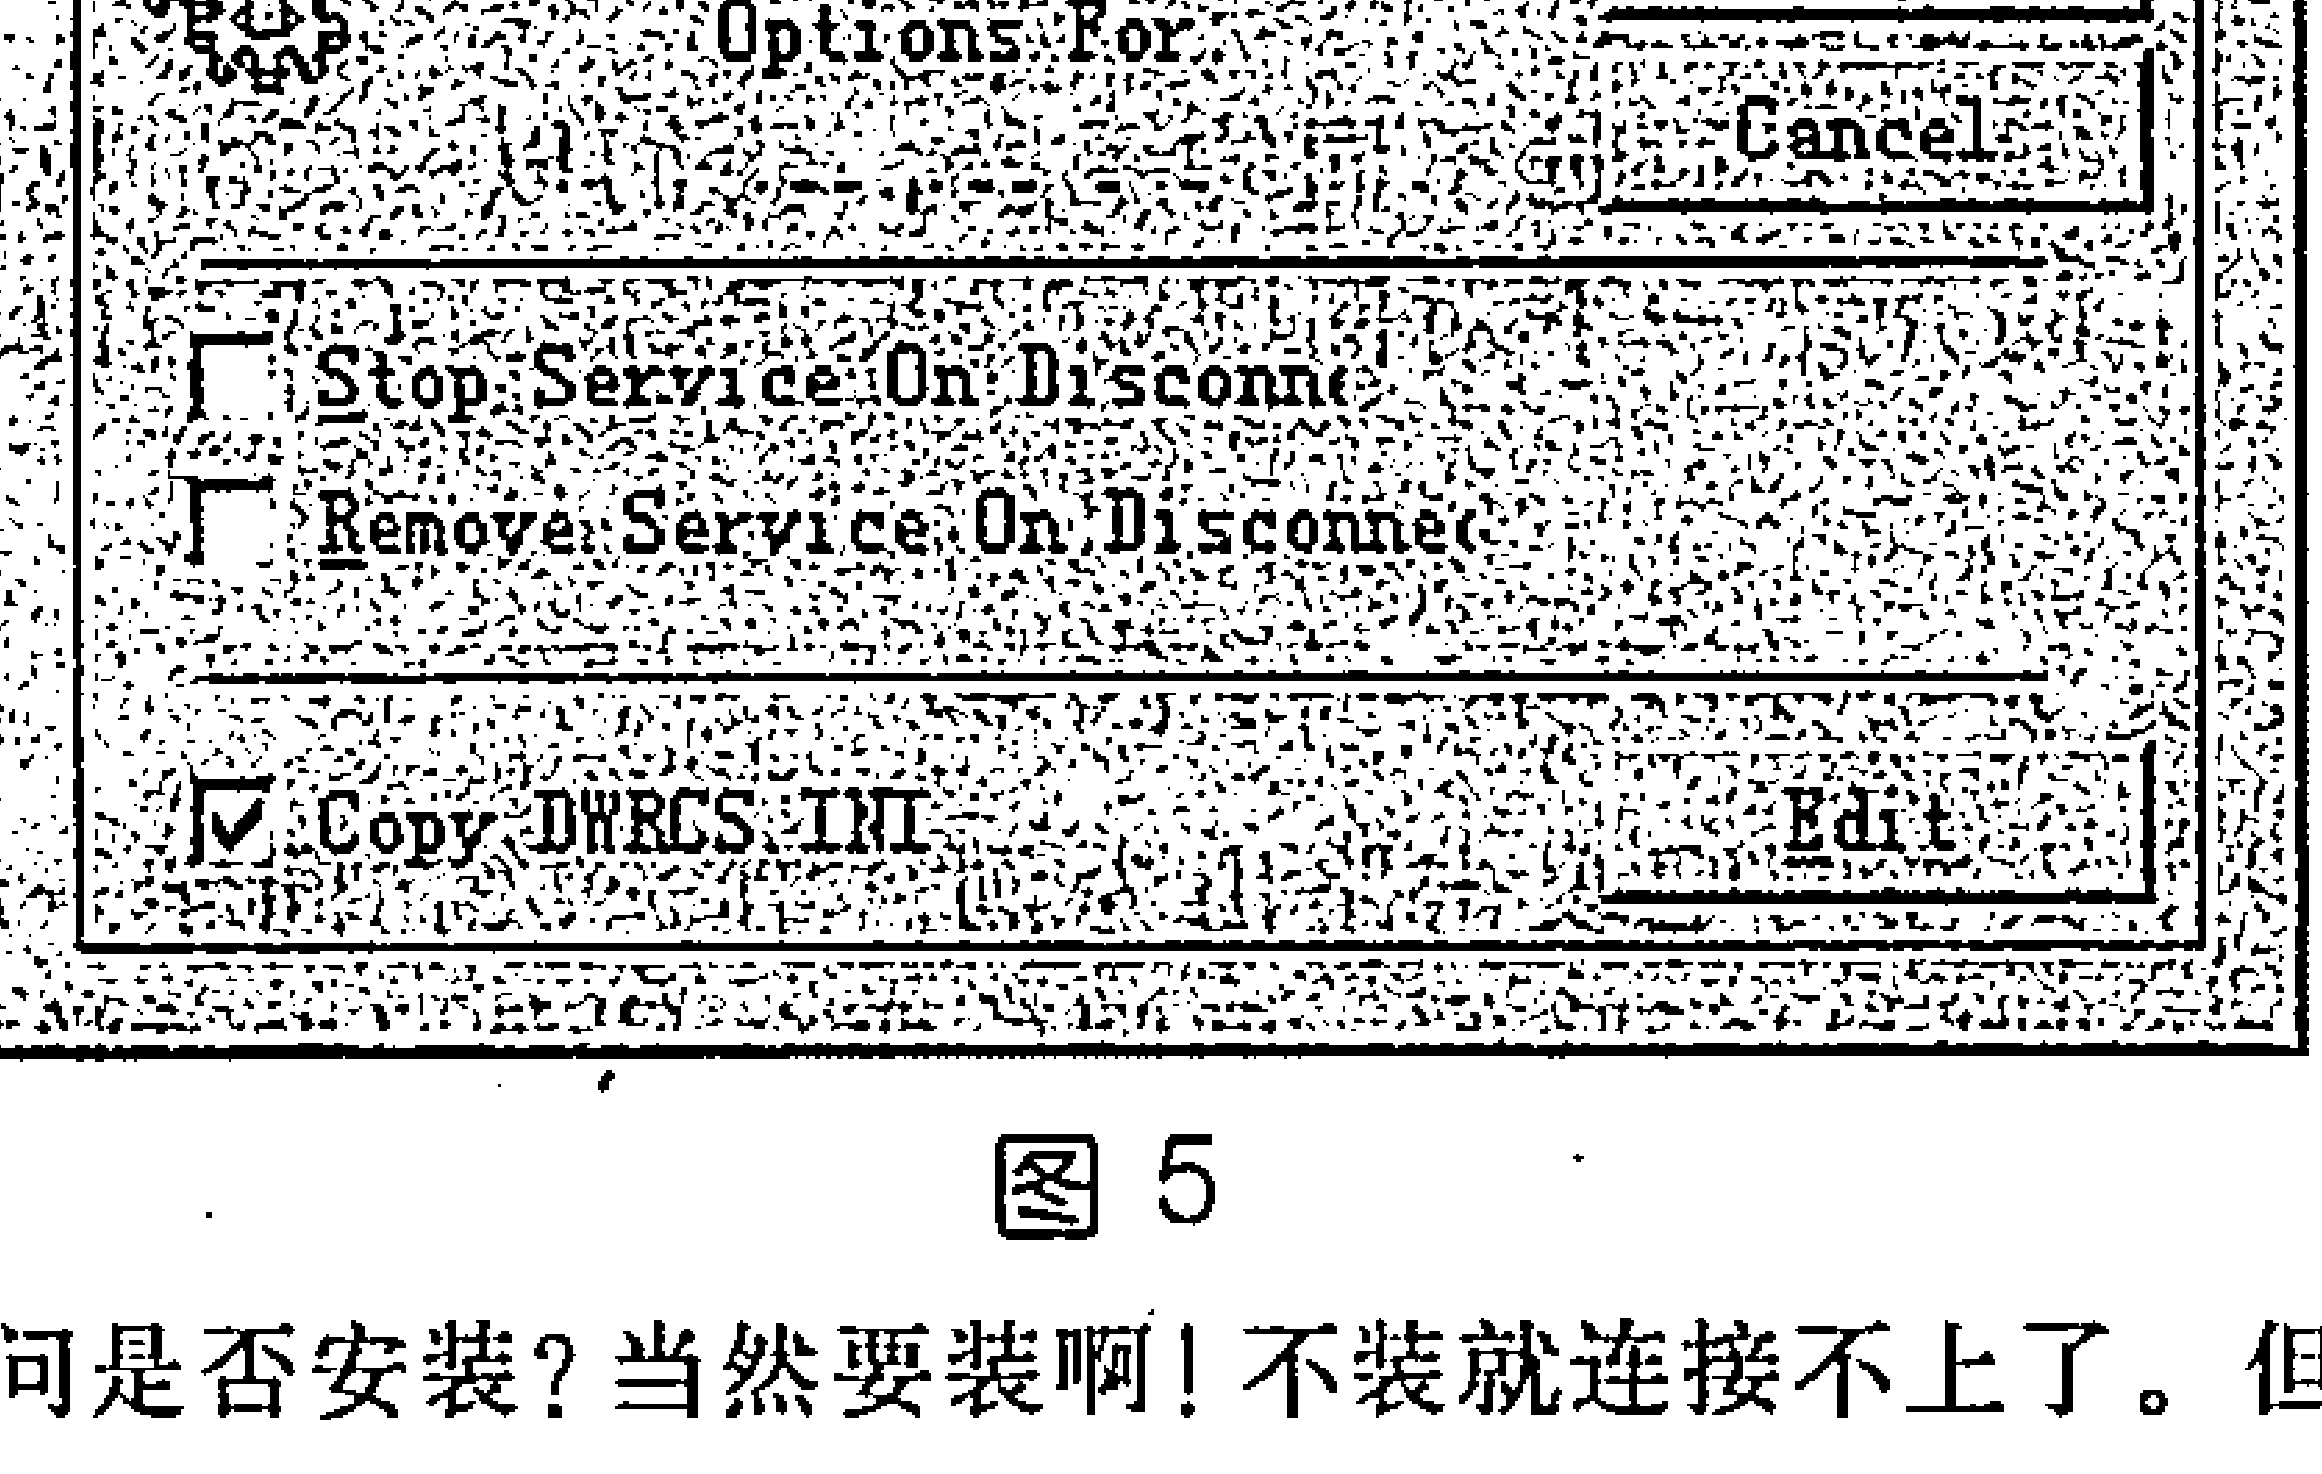 Options For
Cancel
Stop Service On Disconne
Remove Service On Disconnec
Copy DWRCS.INI
Edit
图 5
问是否安装？当然要装啊！不装就连接不上了。但